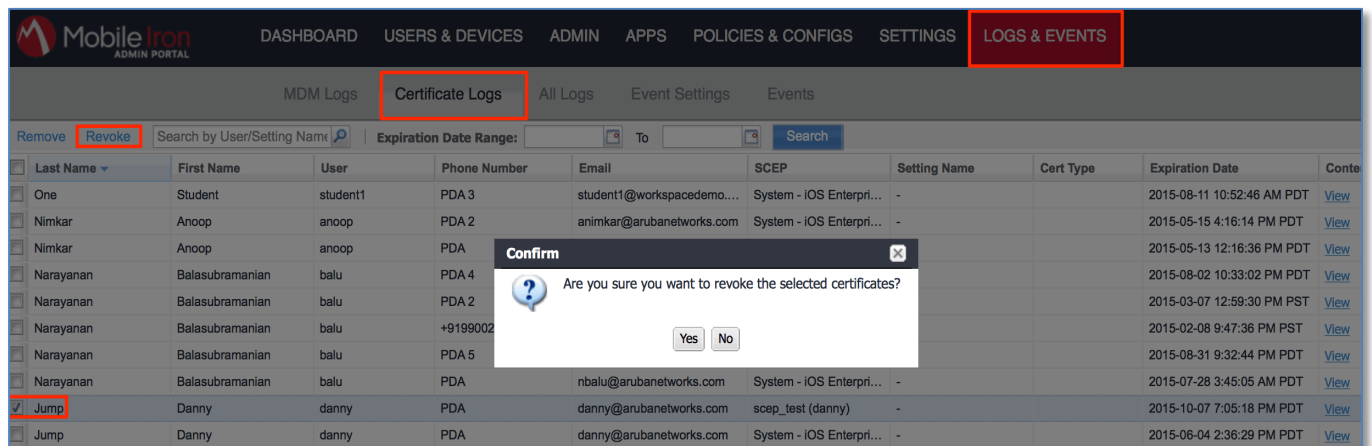 Mobile Iron
ADMIN PORTAL
DASHBOARD USERS & DEVICES ADMIN APPS POLICIES & CONFIGS SETTINGS LOGS & EVENTS
MDM Logs Certificate Logs All Logs Event Settings Events
Remove Revoke Search by User/Setting Name Expiration Date Range: To Search
Last Name First Name User Phone Number Email SCEP Setting Name Cert Type Expiration Date Conte
One Student student1 PDA 3 student1@workspacedemo.... System - iOS Enterpri... - 2015-08-11 10:52:46 AM PDT View
Nimkar Anoop anoop PDA 2 animkar@arubanetworks.com System - iOS Enterpri... - 2015-05-15 4:16:14 PM PDT View
Nimkar Anoop anoop PDA 2015-05-13 12:16:36 PM PDT View
Narayanan Balasubramanian balu PDA 4 2015-08-02 10:33:02 PM PDT View
Narayanan Balasubramanian balu PDA 2 2015-03-07 12:59:30 PM PST View
Narayanan Balasubramanian balu +9199002 2015-02-08 9:47:36 PM PST View
Narayanan Balasubramanian balu PDA 5 2015-08-31 9:32:44 PM PDT View
Narayanan Balasubramanian balu PDA nbalu@arubanetworks.com System - iOS Enterpri... - 2015-07-28 3:45:05 AM PDT View
Jump Danny danny PDA danny@arubanetworks.com scep_test (danny) - 2015-10-07 7:05:18 PM PDT View
Jump Danny danny PDA danny@arubanetworks.com System - iOS Enterpri... - 2015-06-04 2:36:29 PM PDT View
Confirm
Are you sure you want to revoke the selected certificates?
Yes No